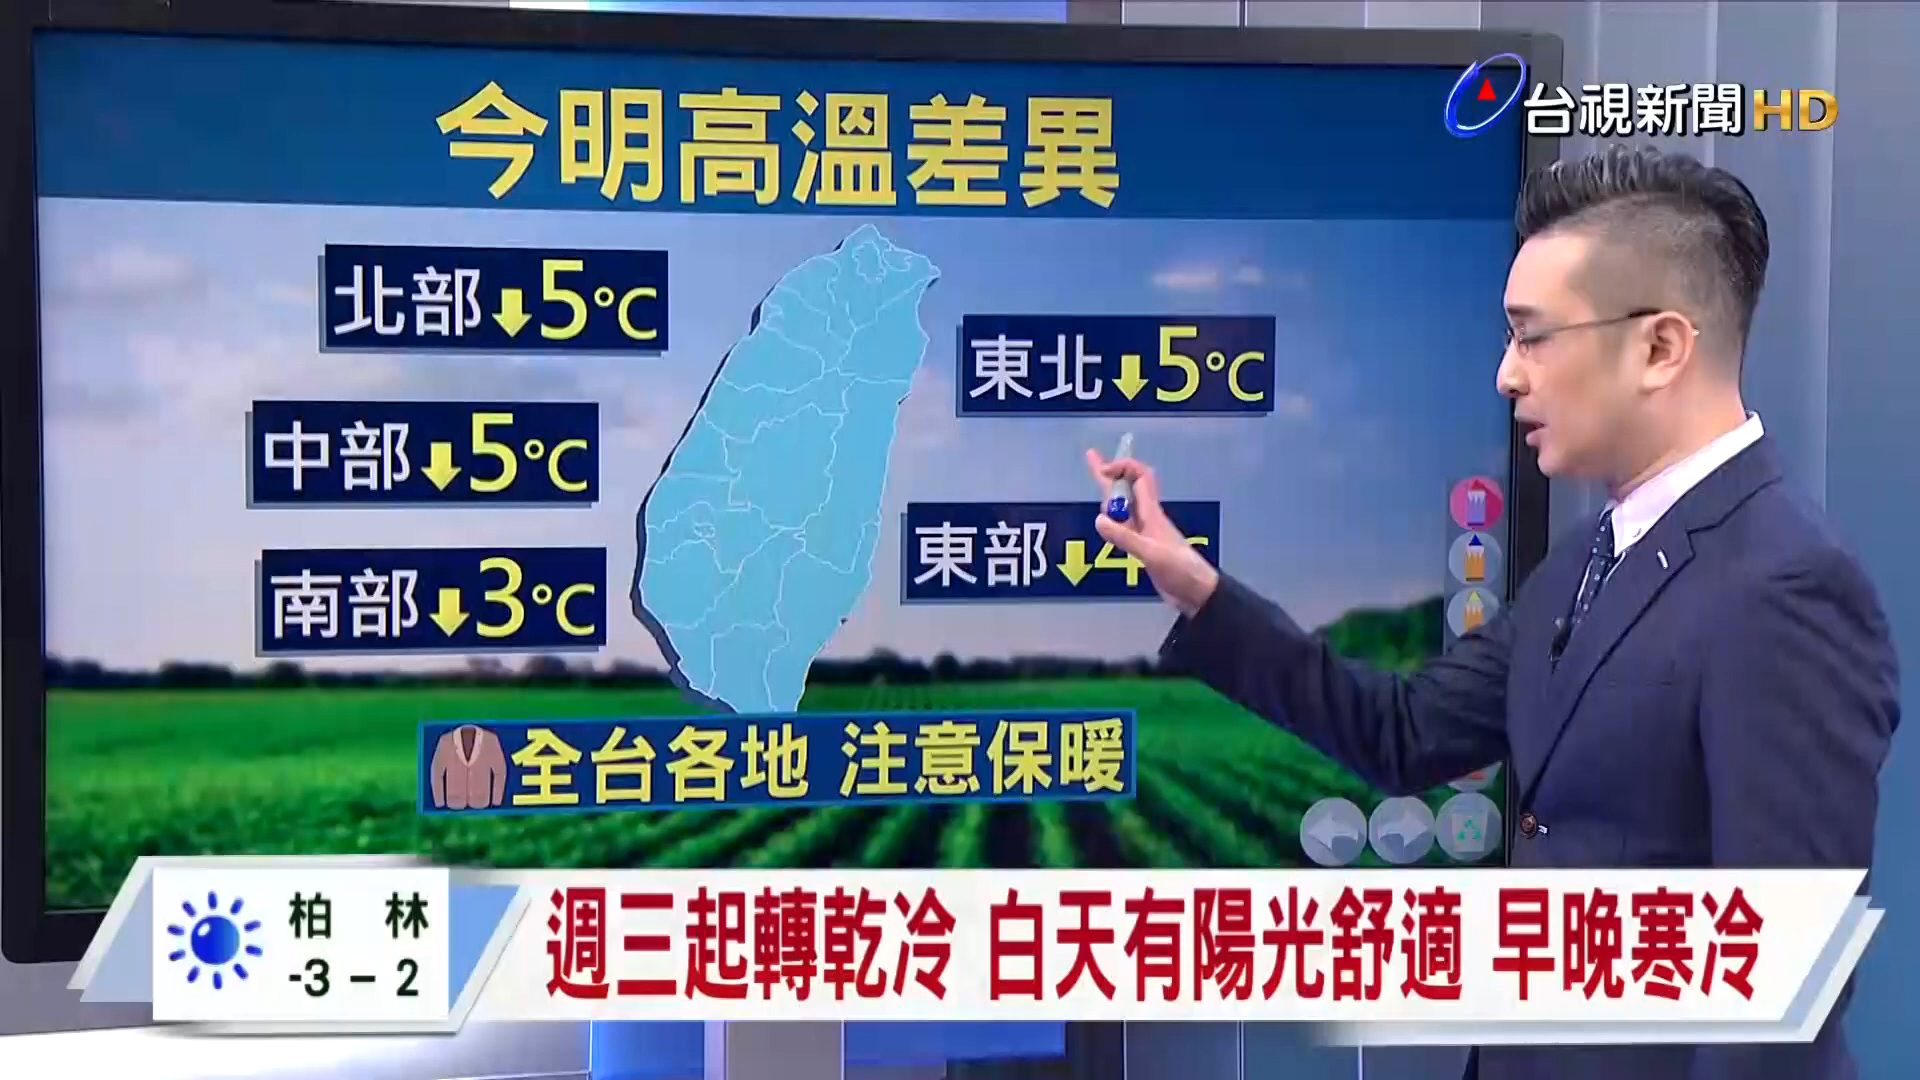 台視新聞HD
今明高溫差異
北部↓5°C
東北↓5°C
中部↓5°C
東部↓4
南部↓3°C
全台各地 注意保暖
柏 林
-3 – 2
週三起轉乾冷 白天有陽光舒適 早晚寒冷